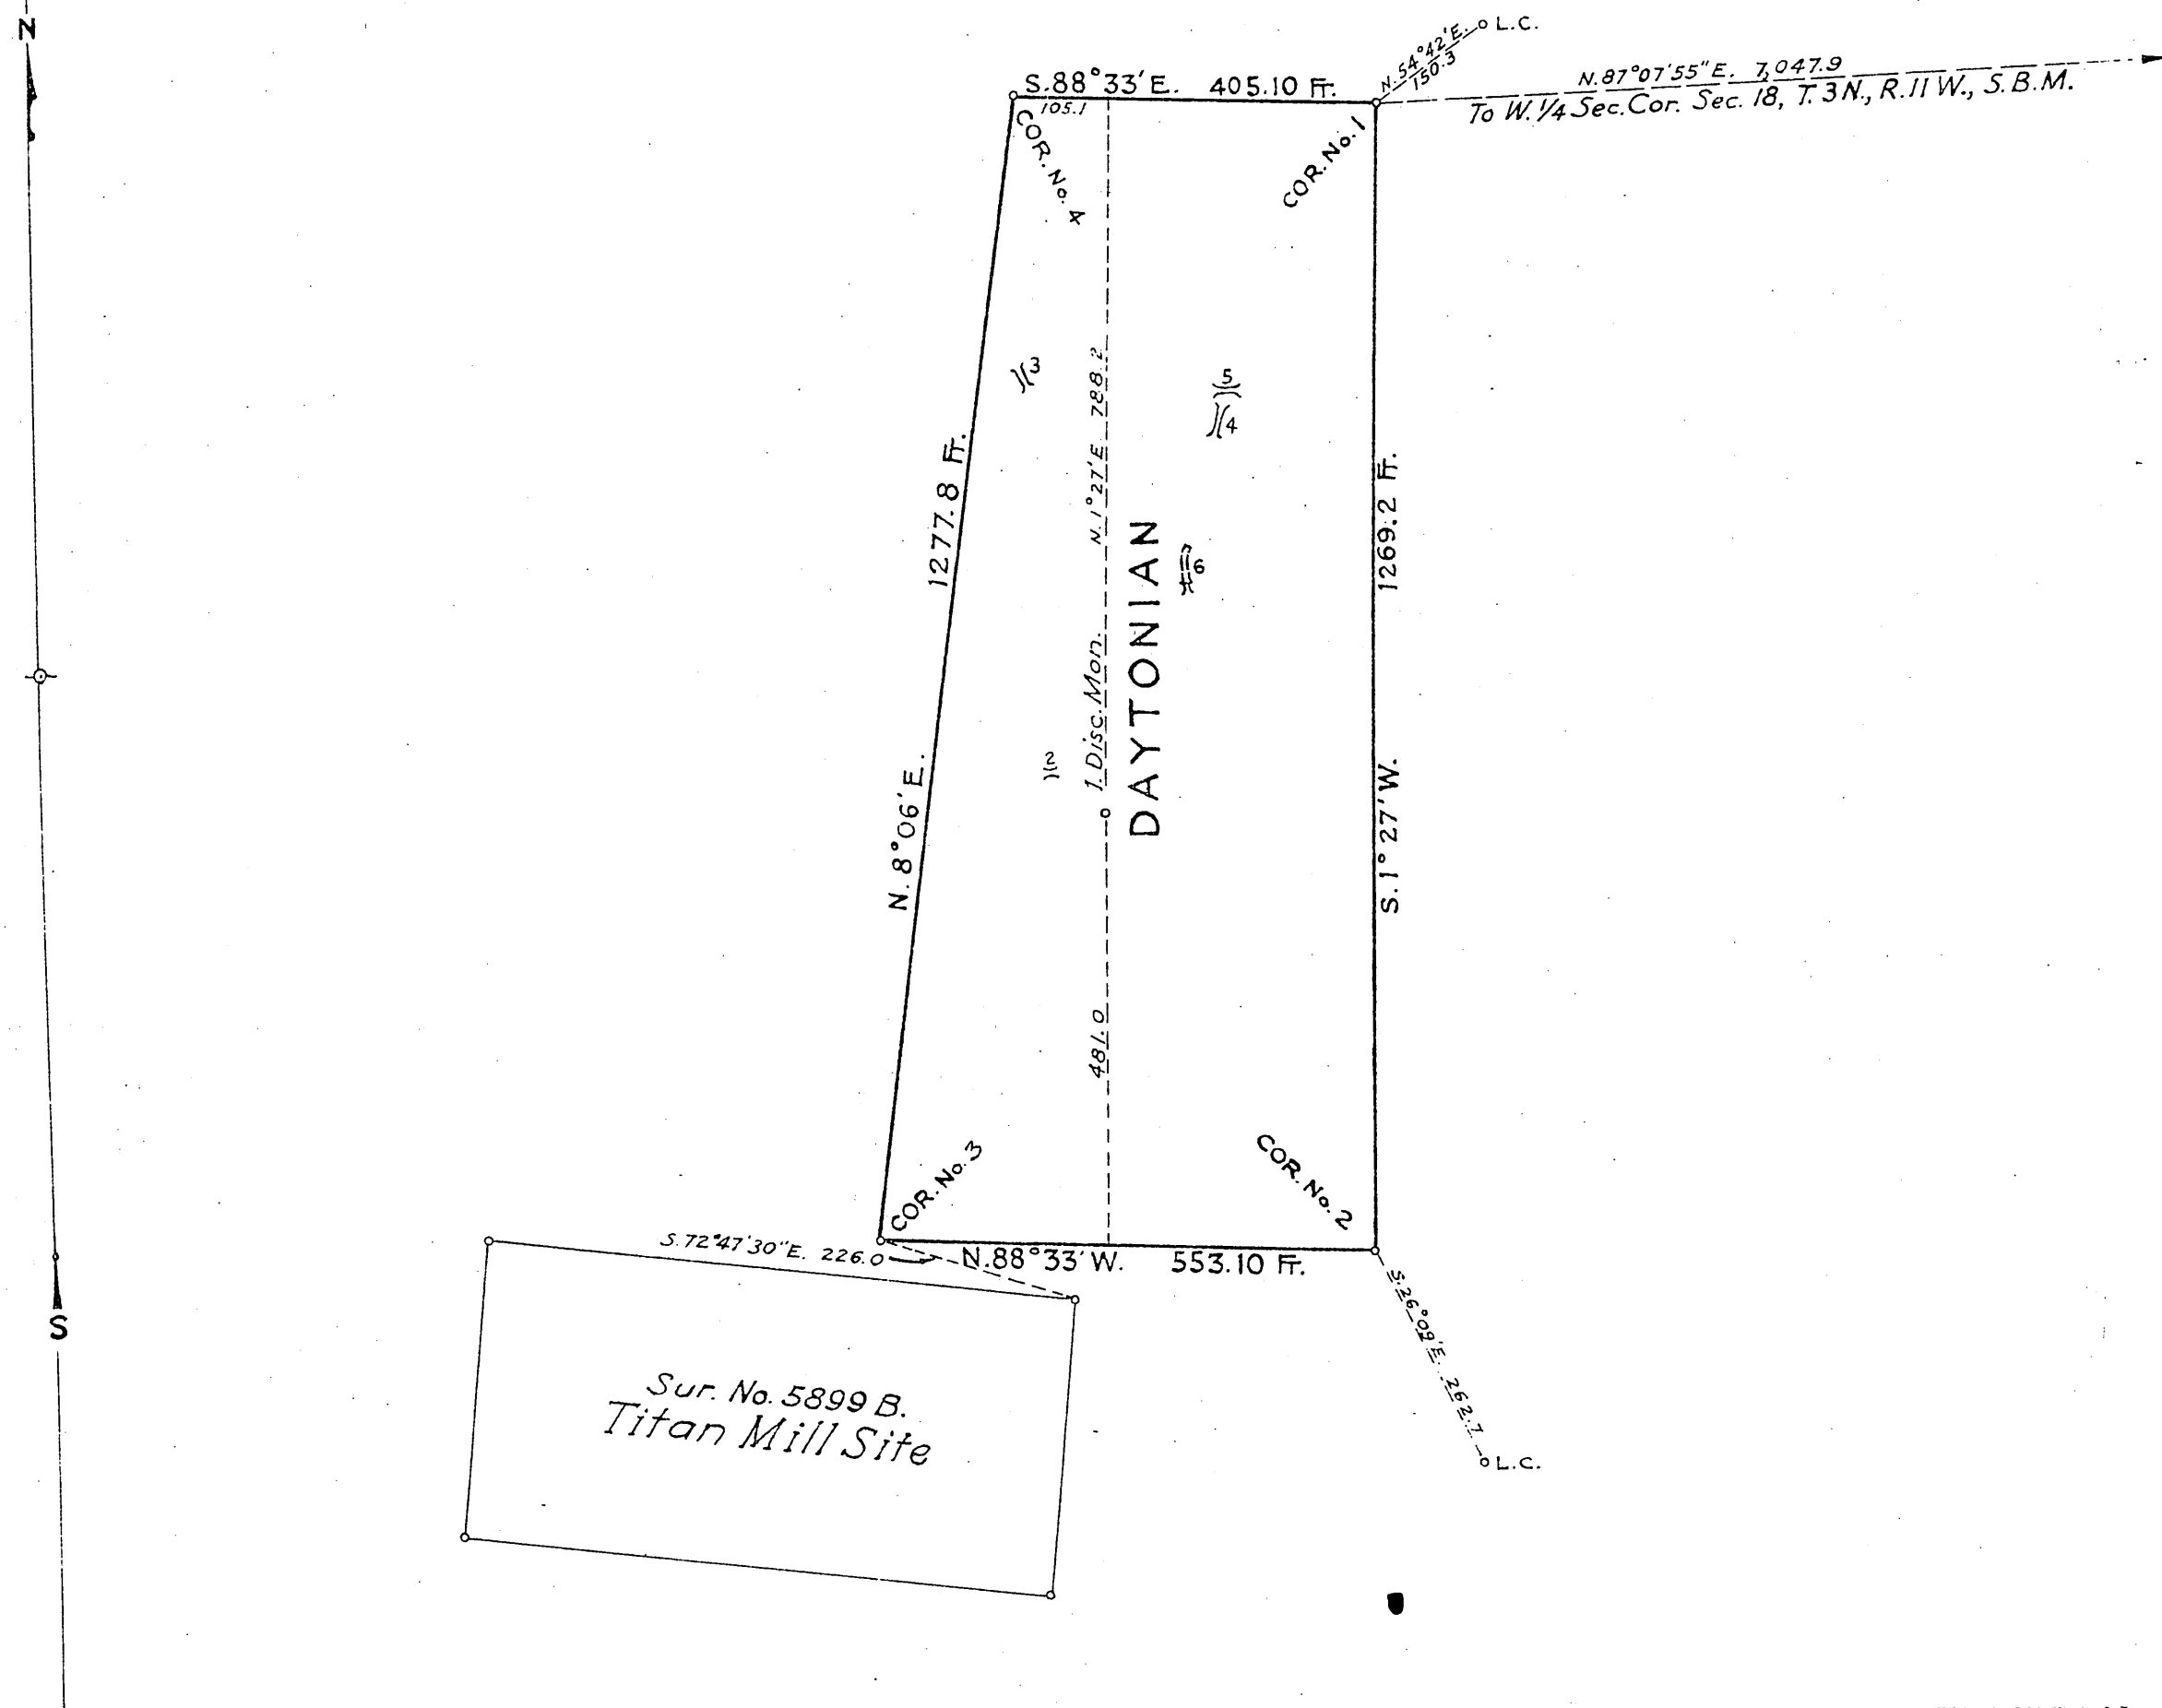 N
N.54°42'E. L.C.
150.3
S.88°33'E. 405.10 FT.
N.87°07'55"E. 7,047.9
To W.1/4 Sec.Cor. Sec. 18, T.3N., R.11W., S.B.M.
105.1
COR. No. 4
COR. No. 1
3
N.1°27'E. 788.2
5
4
1277.8 FT.
1269.2 FT.
6
DAYTONIAN
1.Disc.Mon.
2
N.8°06'E.
S.1°27'W.
481.0
COR. No. 3
COR. No. 2
S.72°47'30"E. 226.0
N.88°33'W. 553.10 FT.
S.26°09'E. 262.7
L.C.
S
Sur. No. 5899 B.
Titan Mill Site